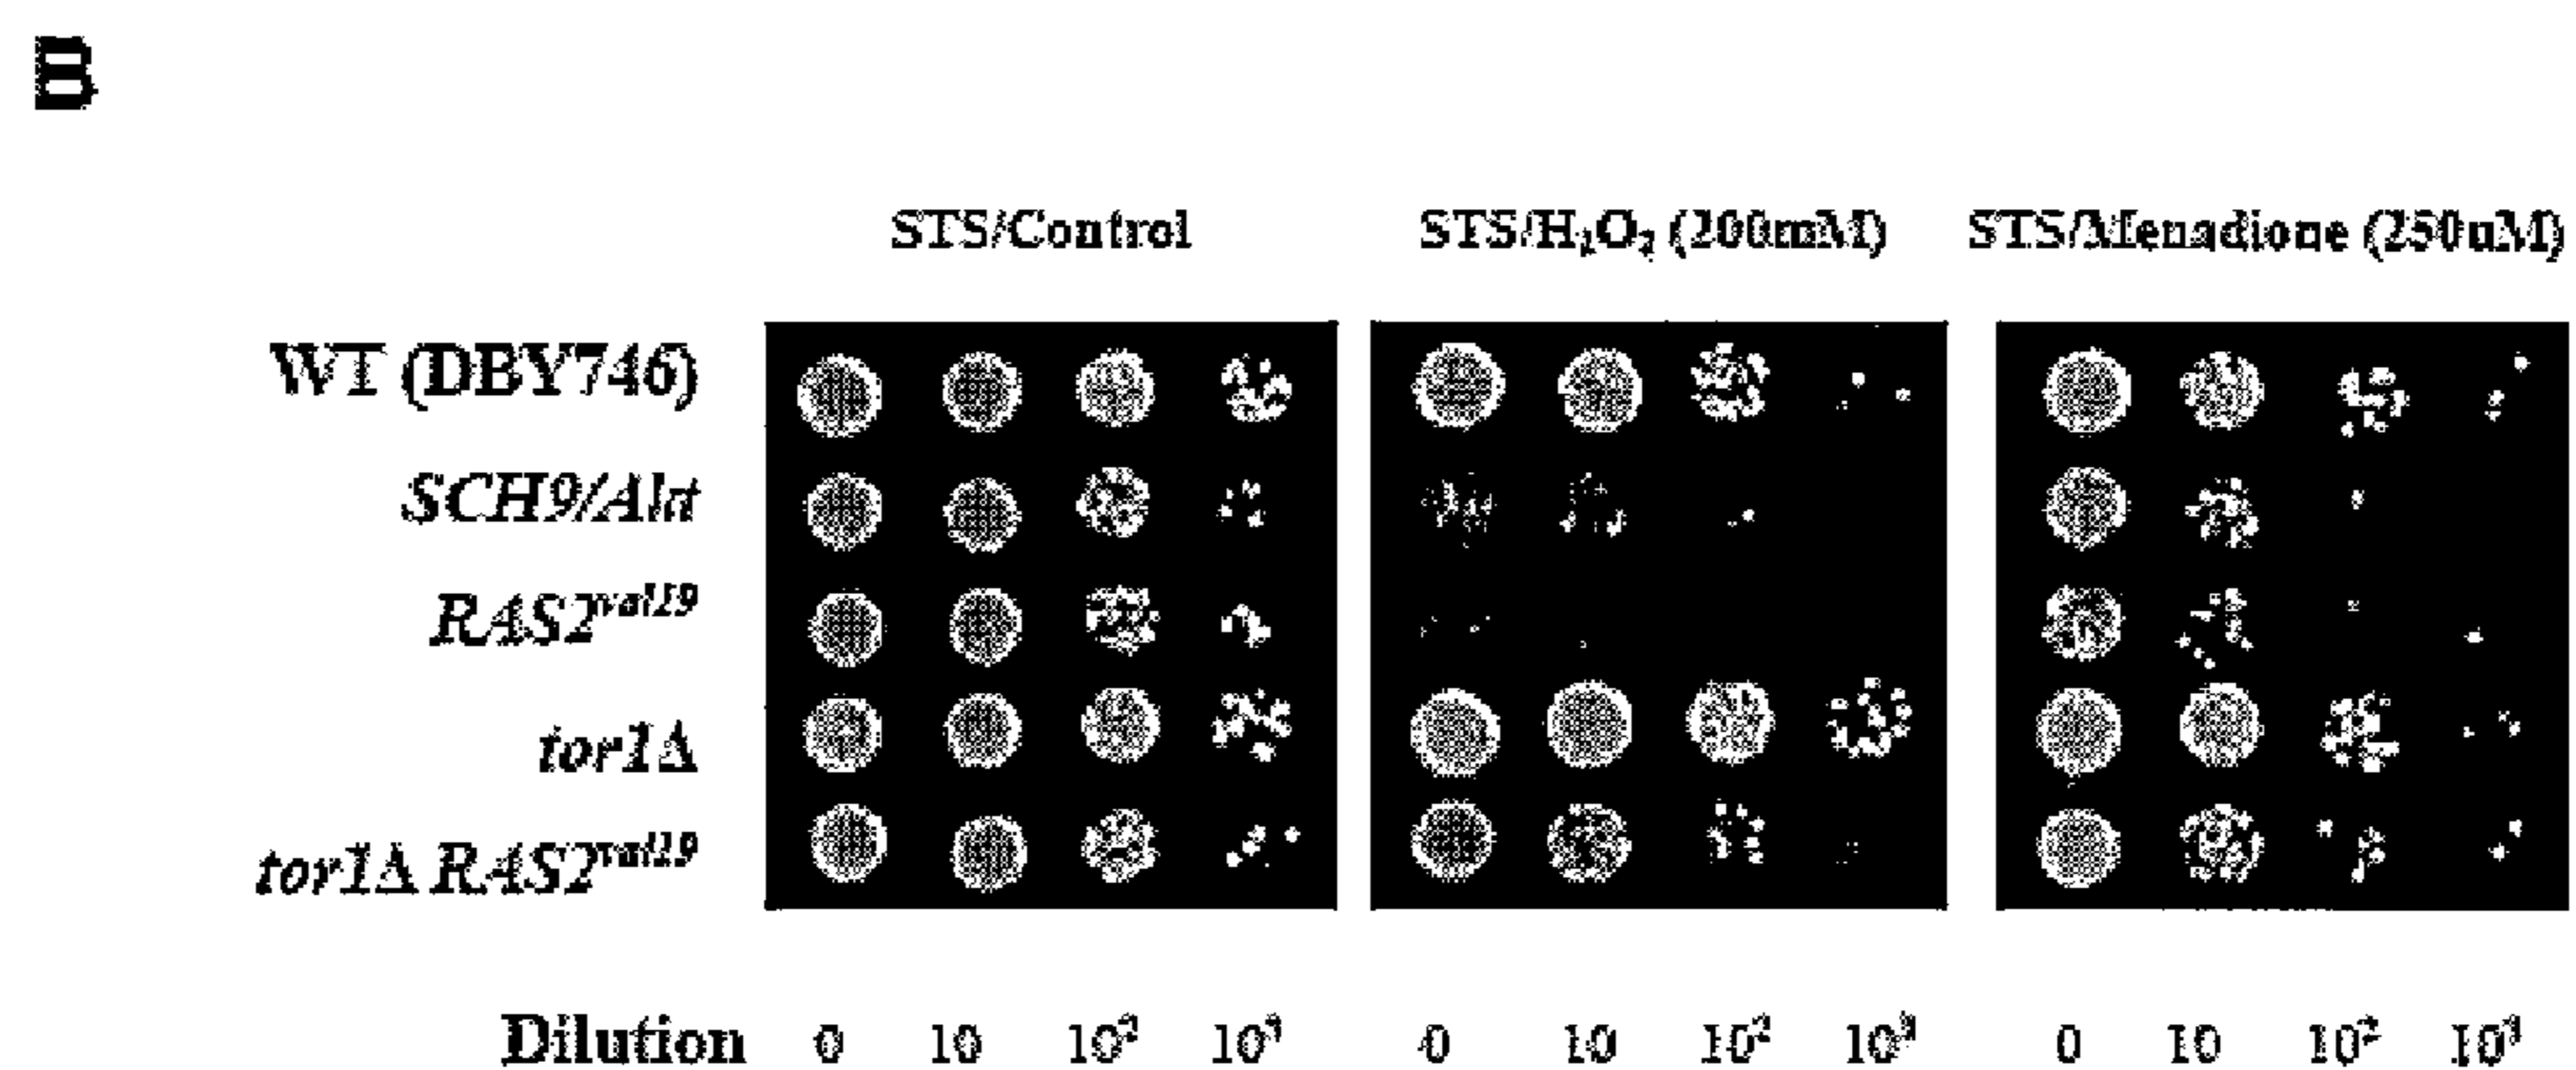 B
STS/Control
STS/H₂O₂ (200mM)
STS/Menadione (250uM)
WT (DBY746)
SCH9/Akt
RAS2ᵛᵃˡ¹⁹
tor1Δ
tor1Δ RAS2ᵛᵃˡ¹⁹
Dilution 0 10 10² 10³ 0 10 10² 10³ 0 10 10² 10³